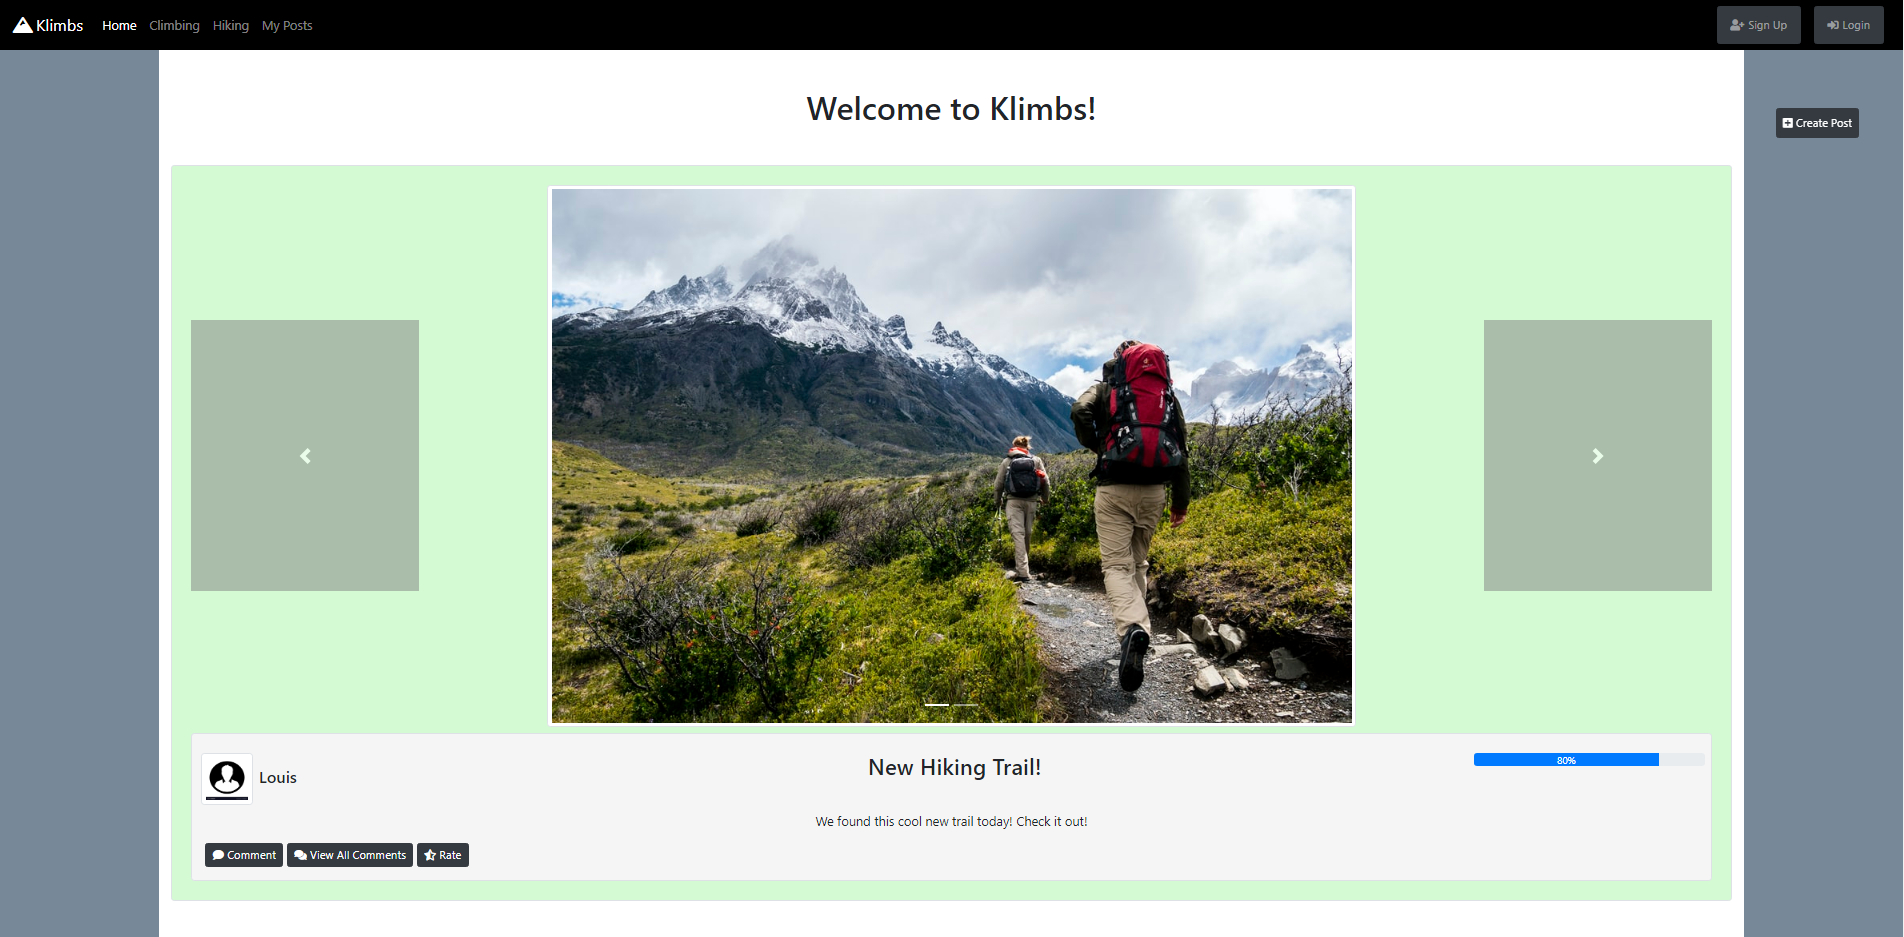 Klimbs Home Climbing Hiking My Posts Sign Up Login
Welcome to Klimbs!
Create Post
Louis
New Hiking Trail!
80%
We found this cool new trail today! Check it out!
Comment View All Comments Rate